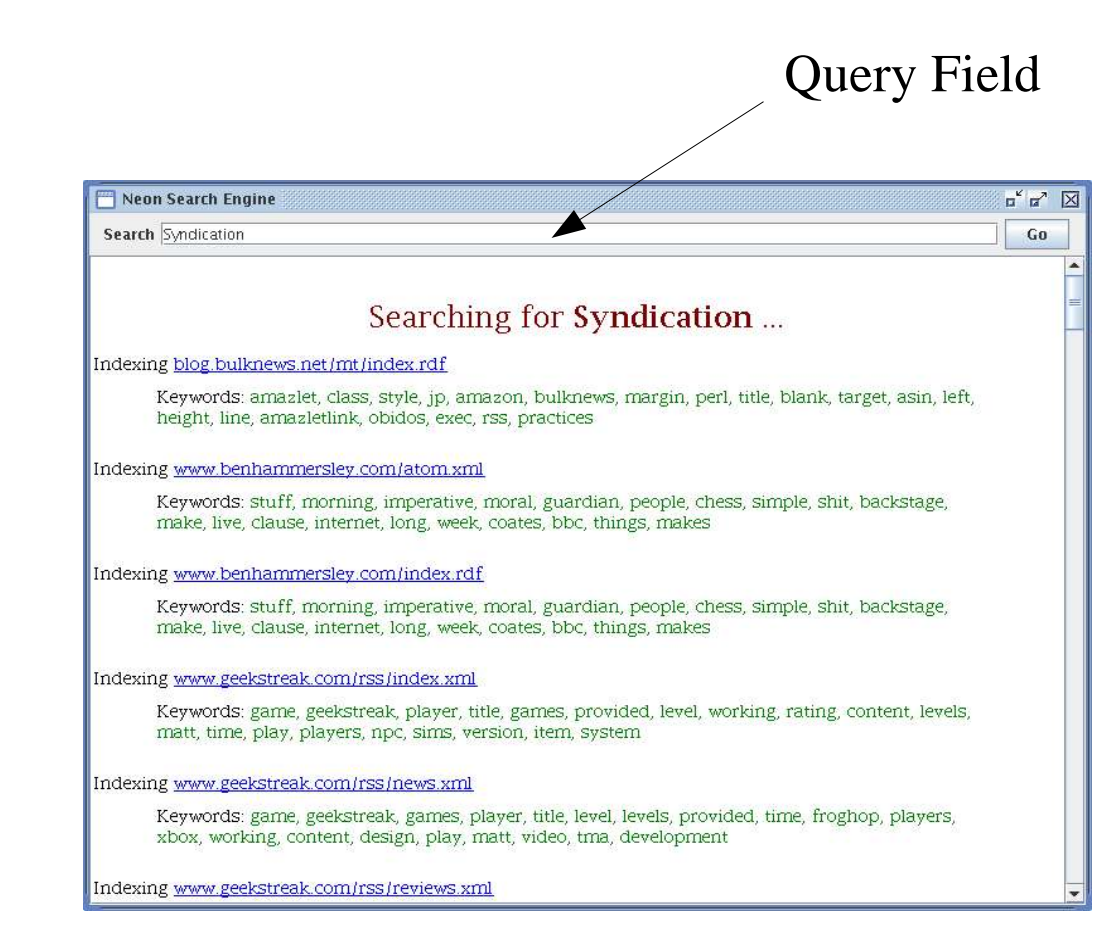 Query Field
Neon Search Engine
Search Syndication Go
Searching for Syndication ...
Indexing blog.bulknews.net/mt/index.rdf
Keywords: amazlet, class, style, jp, amazon, bulknews, margin, perl, title, blank, target, asin, left,
height, line, amazletlink, obidos, exec, rss, practices
Indexing www.benhammersley.com/atom.xml
Keywords: stuff, morning, imperative, moral, guardian, people, chess, simple, shit, backstage,
make, live, clause, internet, long, week, coates, bbc, things, makes
Indexing www.benhammersley.com/index.rdf
Keywords: stuff, morning, imperative, moral, guardian, people, chess, simple, shit, backstage,
make, live, clause, internet, long, week, coates, bbc, things, makes
Indexing www.geekstreak.com/rss/index.xml
Keywords: game, geekstreak, player, title, games, provided, level, working, rating, content, levels,
matt, time, play, players, npc, sims, version, item, system
Indexing www.geekstreak.com/rss/news.xml
Keywords: game, geekstreak, games, player, title, level, levels, provided, time, froghop, players,
xbox, working, content, design, play, matt, video, tma, development
Indexing www.geekstreak.com/rss/reviews.xml